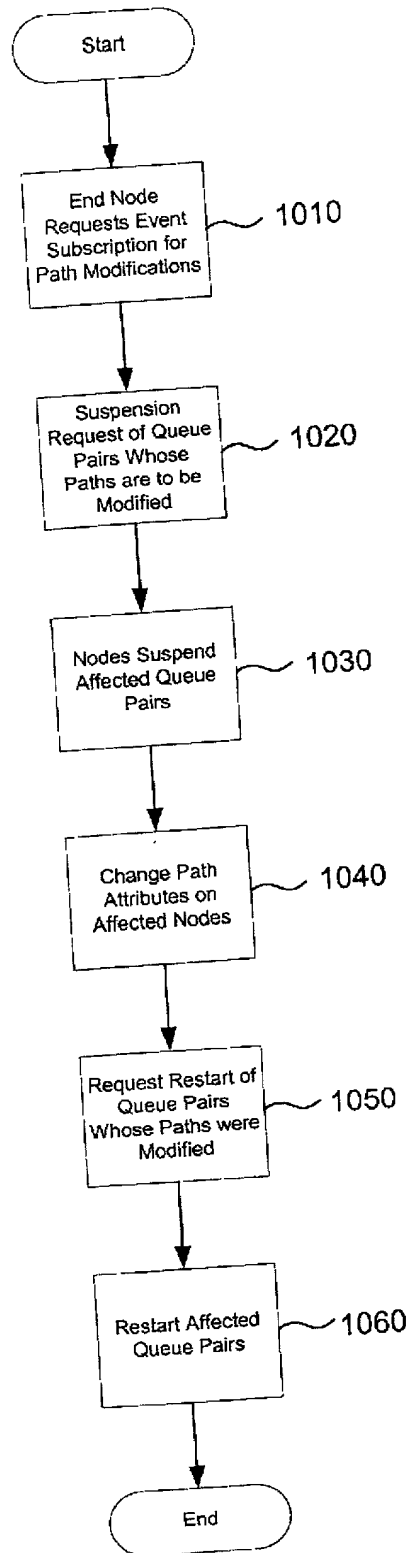 Start
End Node
Requests Event
Subscription for
Path Modifications
1010
Suspension
Request of Queue
Pairs Whose
Paths are to be
Modified
1020
Nodes Suspend
Affected Queue
Pairs
1030
Change Path
Attributes on
Affected Nodes
1040
Request Restart of
Queue Pairs
Whose Paths were
Modified
1050
Restart Affected
Queue Pairs
1060
End